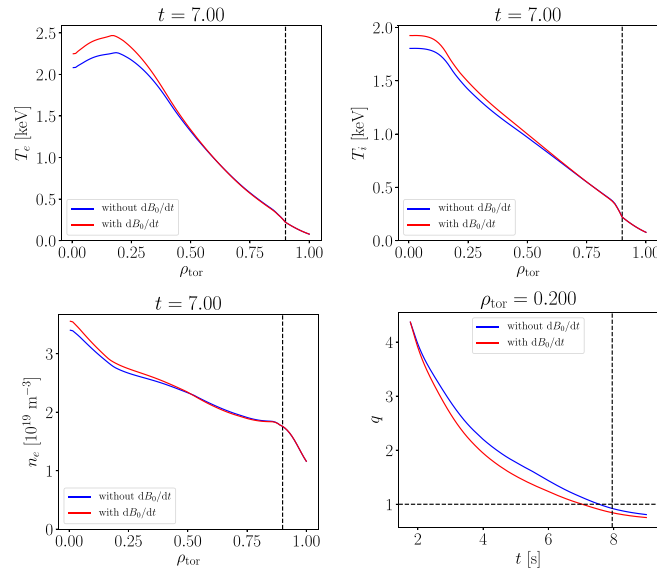 t = 7.00
2.5
2.0
1.5
1.0
0.5
0.0
T_e [keV]
without dB_0/dt
with dB_0/dt
0.00 0.25 0.50 0.75 1.00
ρ_tor
t = 7.00
2.0
1.5
1.0
0.5
0.0
T_i [keV]
without dB_0/dt
with dB_0/dt
0.00 0.25 0.50 0.75 1.00
ρ_tor
t = 7.00
3
2
1
0
n_e [10^19 m^−3]
without dB_0/dt
with dB_0/dt
0.00 0.25 0.50 0.75 1.00
ρ_tor
ρ_tor = 0.200
4
3
2
1
q
without dB_0/dt
with dB_0/dt
2 4 6 8
t [s]